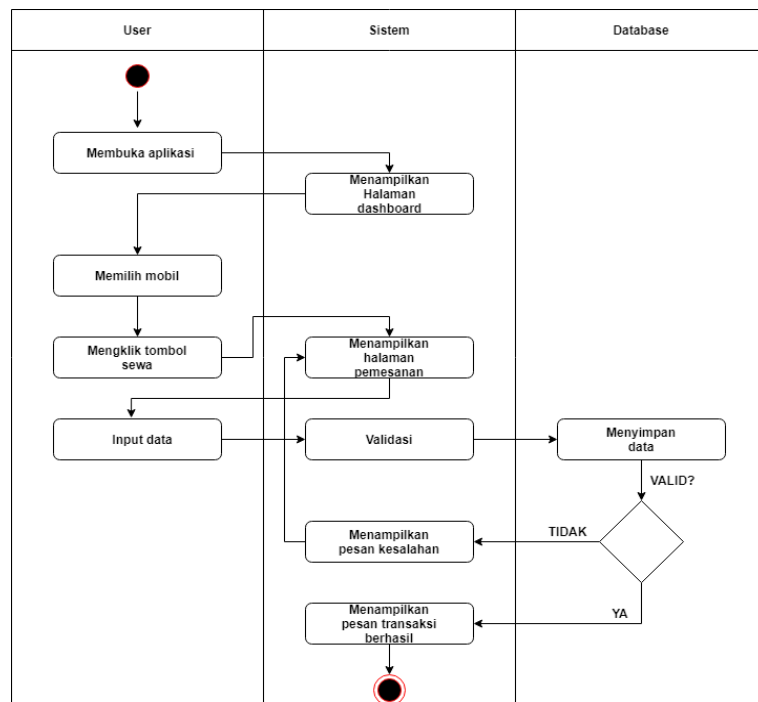 User
Sistem
Database
Membuka aplikasi
Menampilkan
Halaman
dashboard
Memilih mobil
Mengklik tombol
sewa
Menampilkan
halaman
pemesanan
Input data
Validasi
Menyimpan
data
VALID?
TIDAK
Menampilkan
pesan kesalahan
YA
Menampilkan
pesan transaksi
berhasil